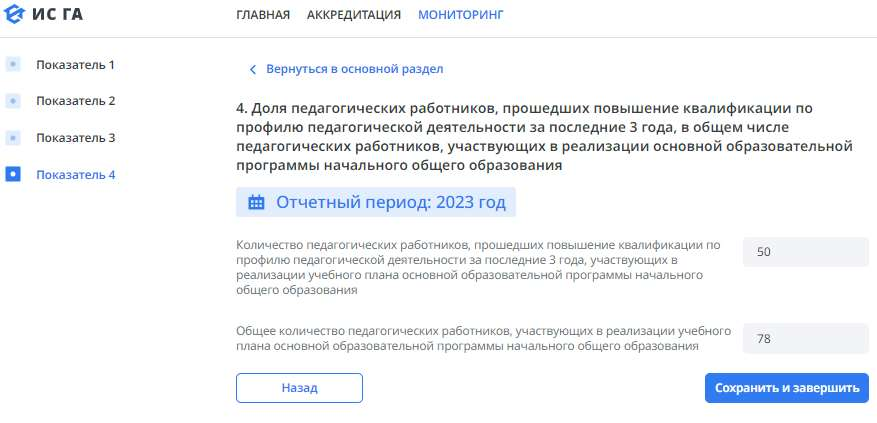 ИС ГА
ГЛАВНАЯ АККРЕДИТАЦИЯ МОНИТОРИНГ
Показатель 1
Показатель 2
Показатель 3
Показатель 4
Вернуться в основной раздел
4. Доля педагогических работников, прошедших повышение квалификации по
профилю педагогической деятельности за последние 3 года, в общем числе
педагогических работников, участвующих в реализации основной образовательной
программы начального общего образования
Отчетный период: 2023 год
Количество педагогических работников, прошедших повышение квалификации по
профилю педагогической деятельности за последние 3 года, участвующих в
реализации учебного плана основной образовательной программы начального
общего образования
50
Общее количество педагогических работников, участвующих в реализации учебного
плана основной образовательной программы начального общего образования
78
Назад
Сохранить и завершить